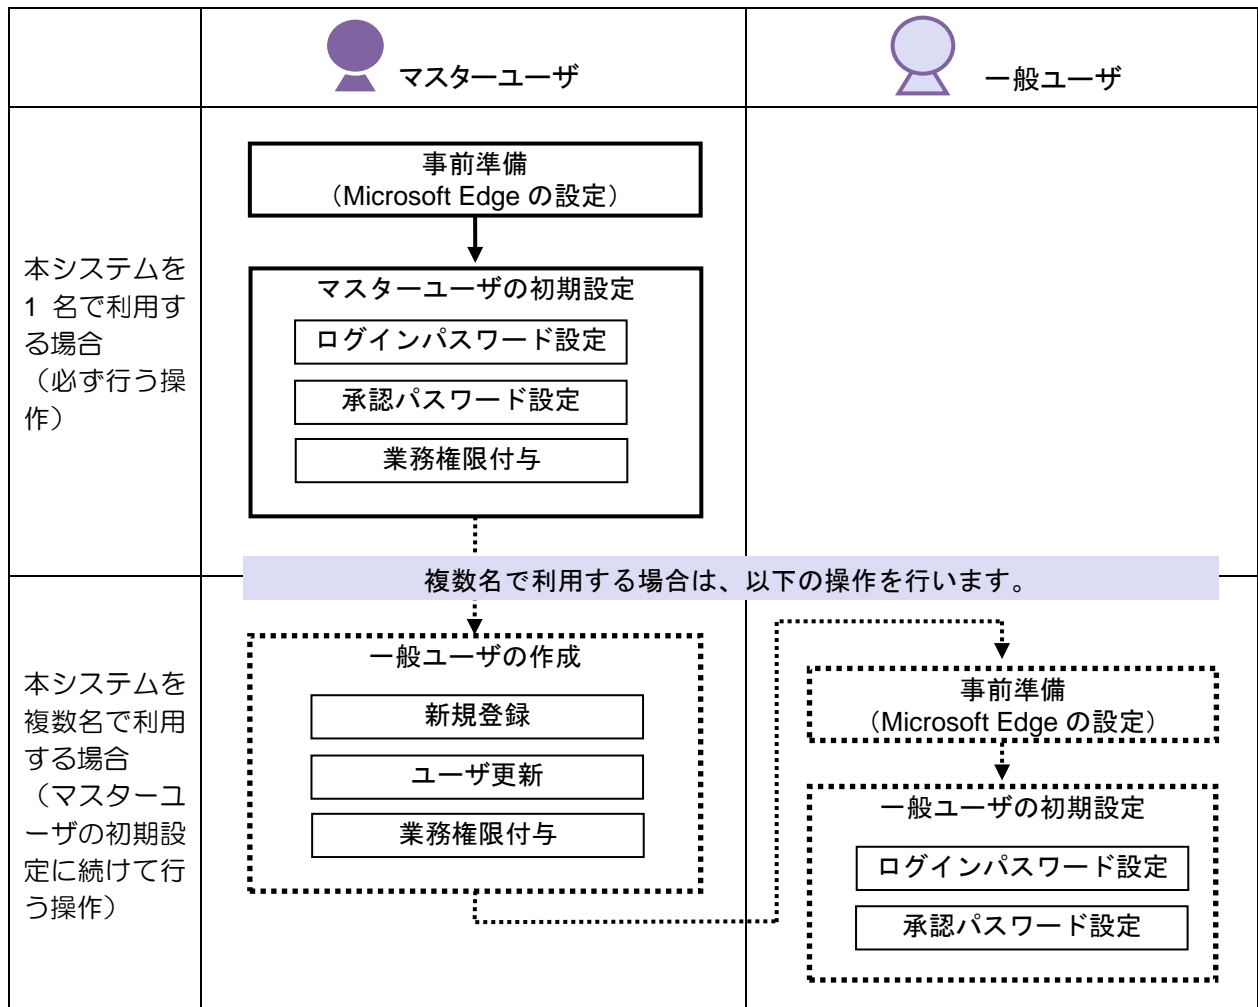 マスターユーザ
一般ユーザ
本システムを
1 名で利用す
る場合
（必ず行う操
作）
事前準備
（Microsoft Edge の設定）
マスターユーザの初期設定
ログインパスワード設定
承認パスワード設定
業務権限付与
複数名で利用する場合は、以下の操作を行います。
本システムを
複数名で利用
する場合
（マスターユ
ーザの初期設
定に続けて行
う操作）
一般ユーザの作成
新規登録
ユーザ更新
業務権限付与
事前準備
（Microsoft Edge の設定）
一般ユーザの初期設定
ログインパスワード設定
承認パスワード設定